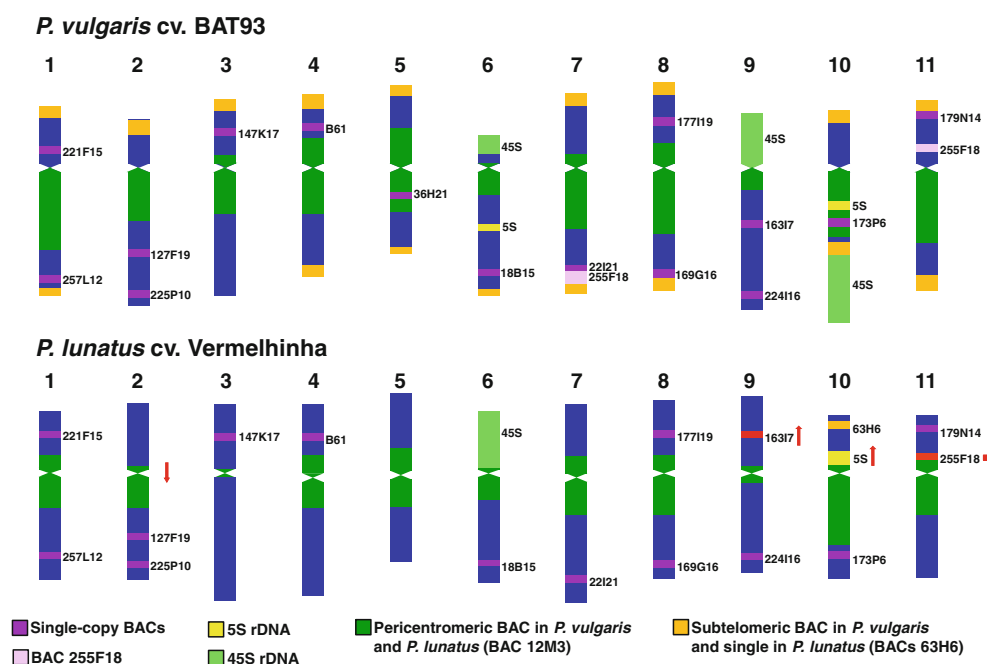 P. vulgaris cv. BAT93
1 2 3 4 5 6 7 8 9 10 11
221F15
257L12
127F19
225P10
147K17
B61
36H21
45S
5S
18B15
22I21
255F18
177I19
169G16
45S
163I7
224I16
5S
173P6
45S
179N14
255F18
P. lunatus cv. Vermelhinha
1 2 3 4 5 6 7 8 9 10 11
221F15
257L12
127F19
225P10
147K17
B61
45S
18B15
22I21
177I19
169G16
163I7
224I16
63H6
5S
173P6
179N14
255F18
Single-copy BACs
BAC 255F18
5S rDNA
45S rDNA
Pericentromeric BAC in P. vulgaris
and P. lunatus (BAC 12M3)
Subtelomeric BAC in P. vulgaris
and single in P. lunatus (BACs 63H6)